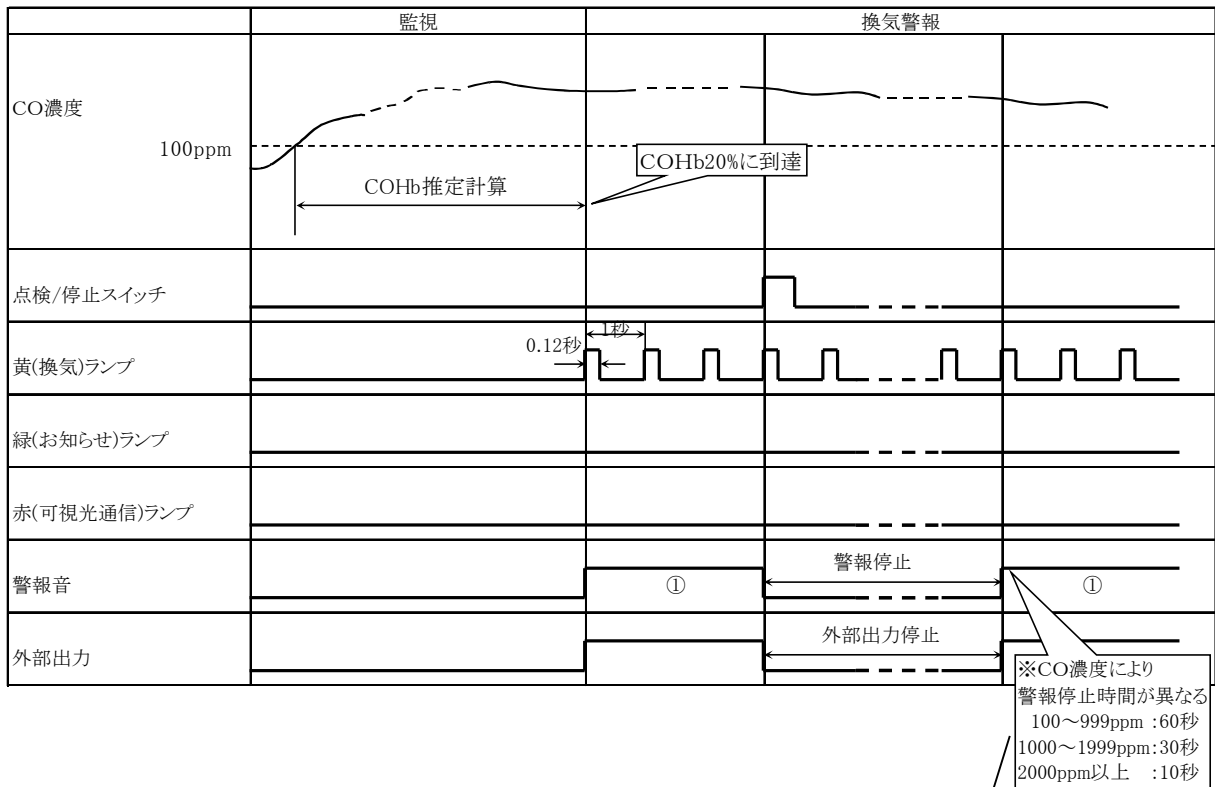 監視
換気警報
CO濃度
100ppm
COHb20%に到達
COHb推定計算
点検/停止スイッチ
1秒
0.12秒
黄(換気)ランプ
緑(お知らせ)ランプ
赤(可視光通信)ランプ
警報音
①
警報停止
①
外部出力
外部出力停止
※CO濃度により
警報停止時間が異なる
100～999ppm :60秒
1000～1999ppm:30秒
2000ppm以上 :10秒